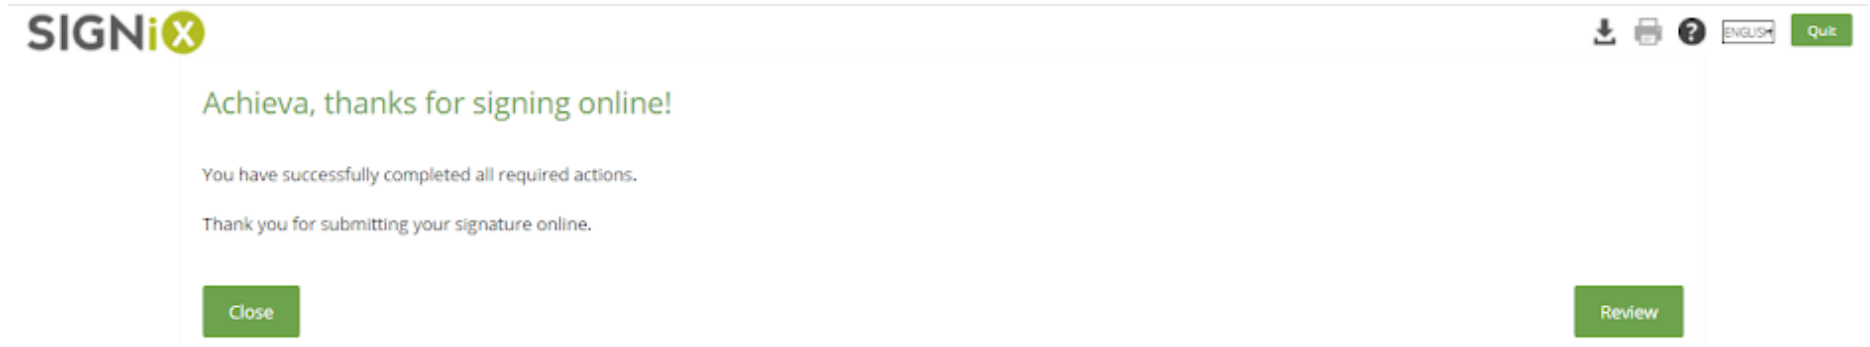 SIGNiX
ENGLISH
Quit
Achieva, thanks for signing online!
You have successfully completed all required actions.
Thank you for submitting your signature online.
Close
Review